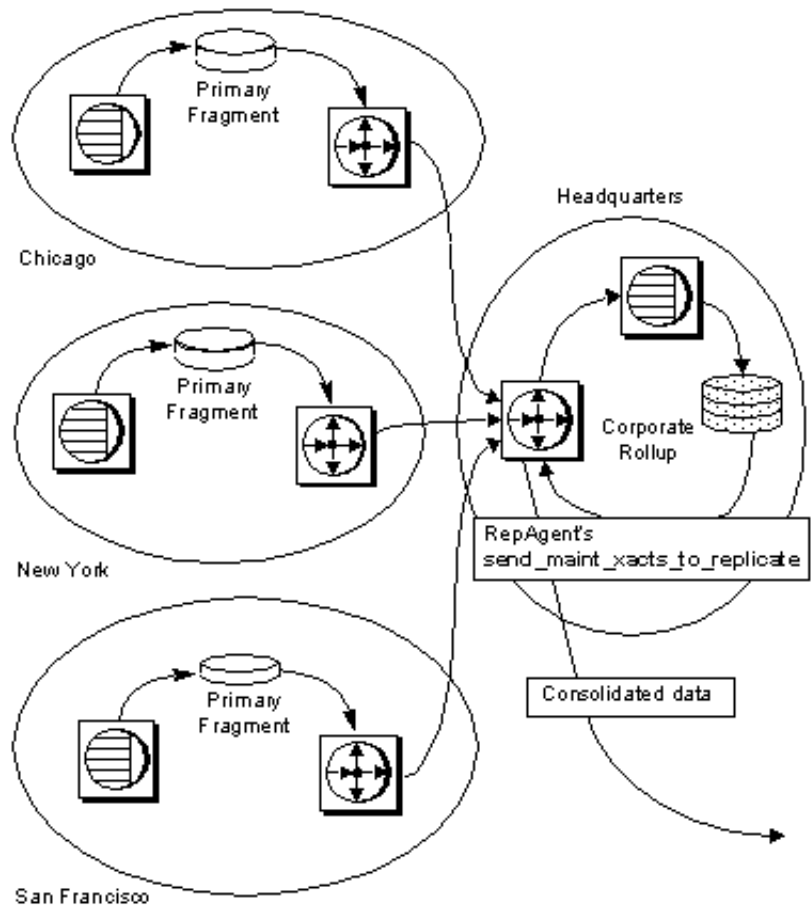 Primary
Fragment
Chicago
Headquarters
Primary
Fragment
New York
Corporate
Rollup
RepAgent's
send_maint_xacts_to_replicate
Primary
Fragment
Consolidated data
San Francisco